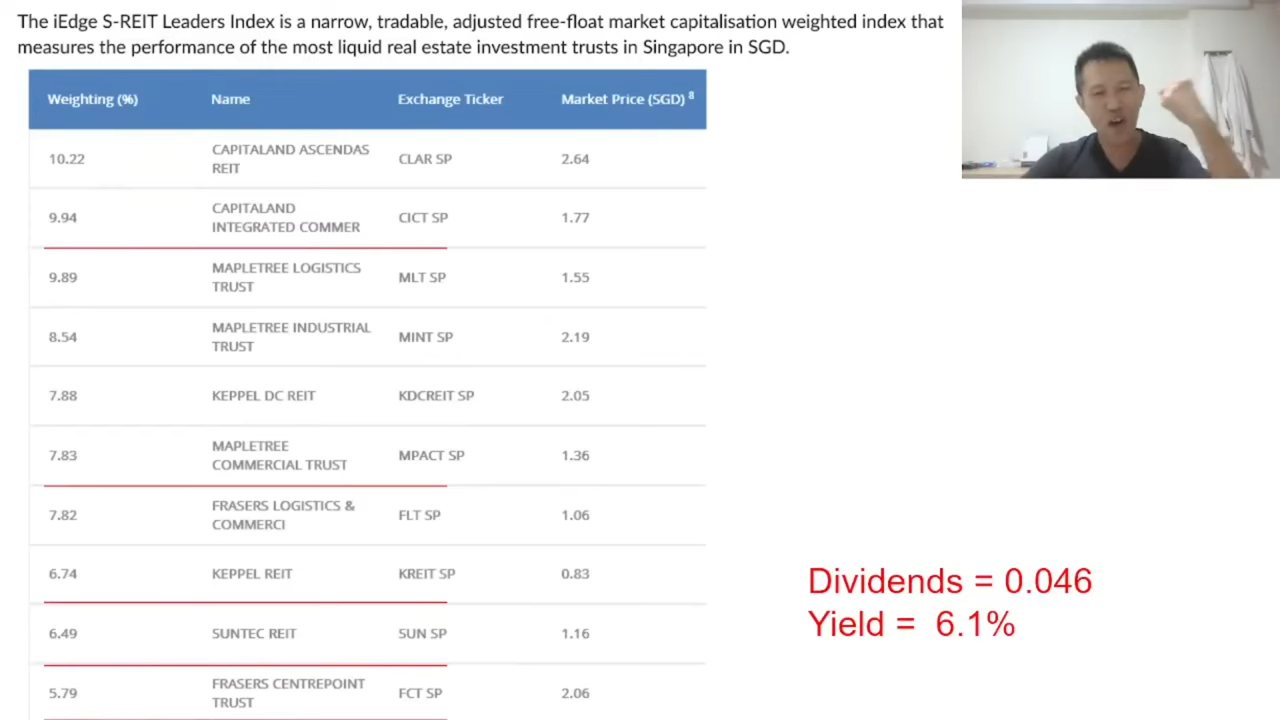 The iEdge S-REIT Leaders Index is a narrow, tradable, adjusted free-float market capitalisation weighted index that
measures the performance of the most liquid real estate investment trusts in Singapore in SGD.
Weighting (%) Name Exchange Ticker Market Price (SGD) 8
10.22 CAPITALAND ASCENDAS REIT CLAR SP 2.64
9.94 CAPITALAND INTEGRATED COMMER CICT SP 1.77
9.89 MAPLETREE LOGISTICS TRUST MLT SP 1.55
8.54 MAPLETREE INDUSTRIAL TRUST MINT SP 2.19
7.88 KEPPEL DC REIT KDCREIT SP 2.05
7.83 MAPLETREE COMMERCIAL TRUST MPACT SP 1.36
7.82 FRASERS LOGISTICS & COMMERCI FLT SP 1.06
6.74 KEPPEL REIT KREIT SP 0.83
6.49 SUNTEC REIT SUN SP 1.16
5.79 FRASERS CENTREPOINT TRUST FCT SP 2.06
Dividends = 0.046
Yield = 6.1%